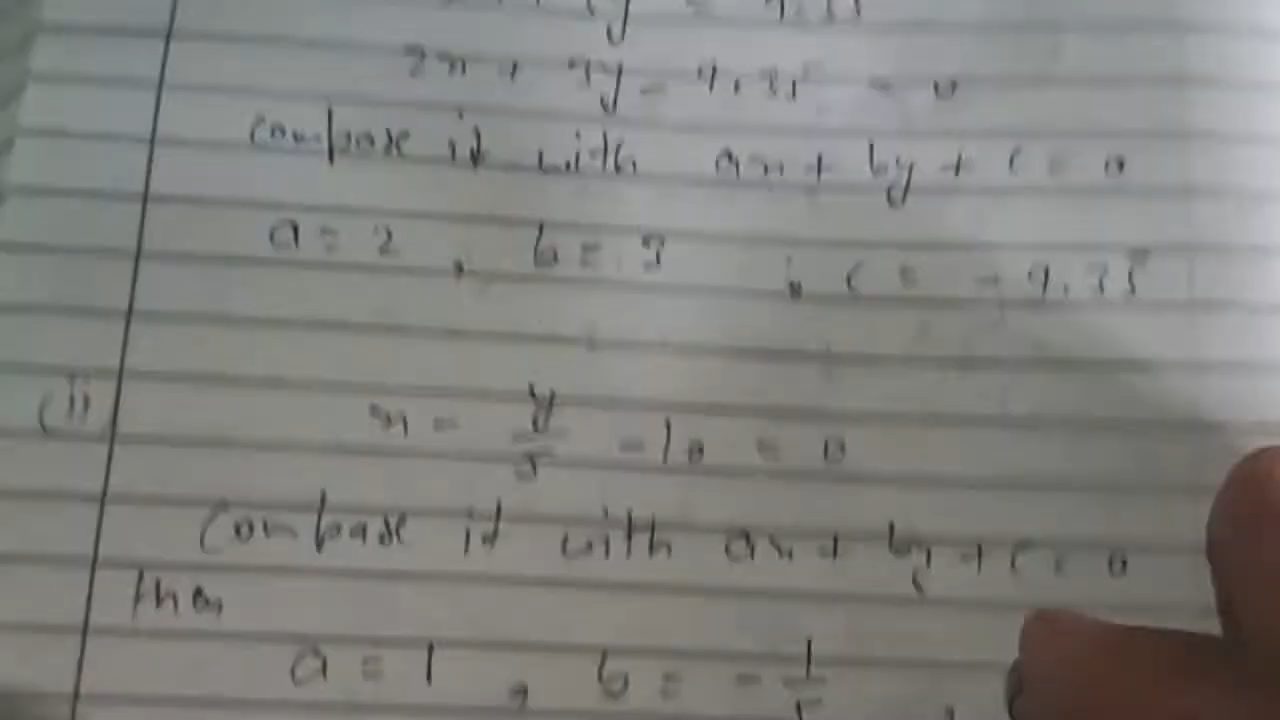 2x + 3y - 9.35 = 0
compare it with ax + by + c = 0
a = 2 , b = 3 , c = - 9.35
(ii) x - y/5 - 10 = 0
compare it with ax + by + c = 0
then
a = 1 , b = - 1/5